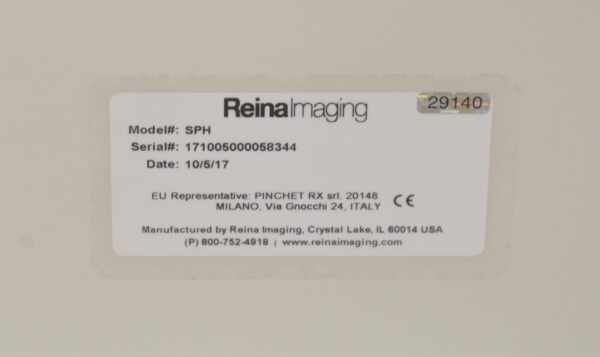 ReinaImaging
29140
Model#: SPH
Serial#: 171005000058344
Date: 10/5/17
EU Representative: PINCHET RX srl. 20148
MILANO, Via Gnocchi 24, ITALY CE
Manufactured by Reina Imaging, Crystal Lake, IL 60014 USA
(P) 800-752-4918 | www.reinaimaging.com